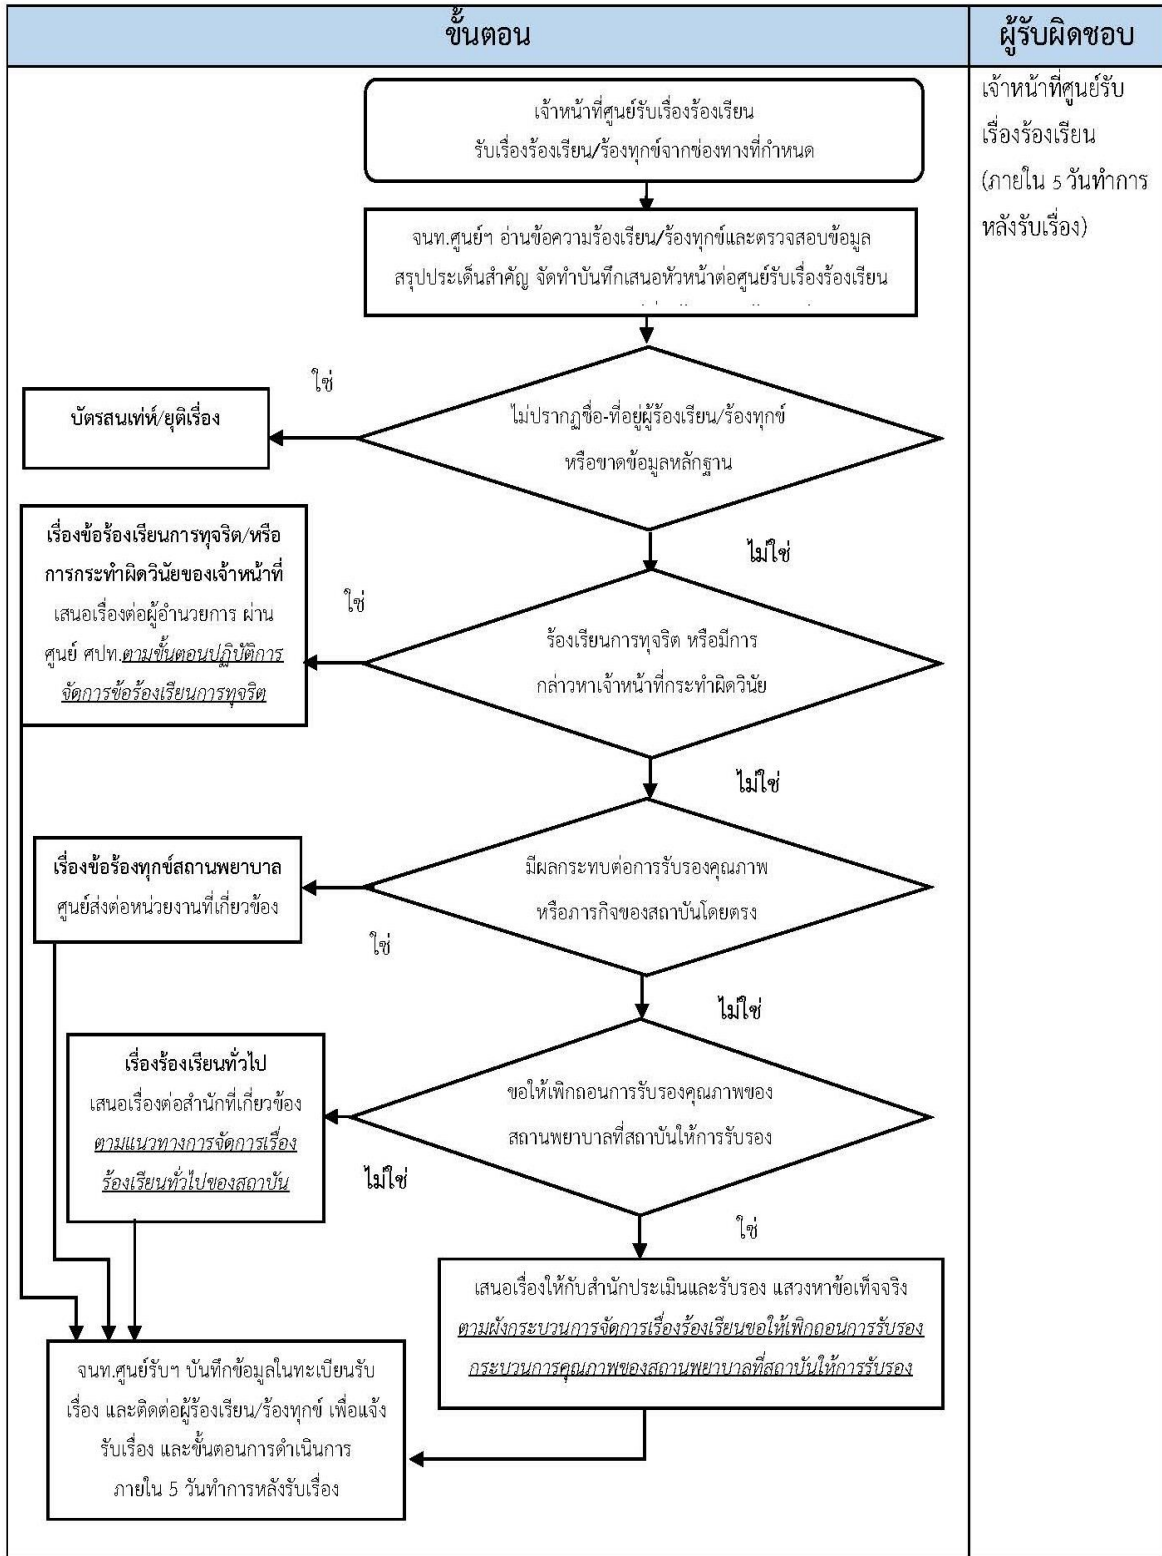 ขั้นตอน
ผู้รับผิดชอบ
เจ้าหน้าที่ศูนย์รับเรื่องร้องเรียน
รับเรื่องร้องเรียน/ร้องทุกข์จากช่องทางที่กำหนด
เจ้าหน้าที่ศูนย์รับ
เรื่องร้องเรียน
(ภายใน 5 วันทำการ
หลังรับเรื่อง)
จนท.ศูนย์ฯ อ่านข้อความร้องเรียน/ร้องทุกข์และตรวจสอบข้อมูล
สรุปประเด็นสำคัญ จัดทำบันทึกเสนอหัวหน้าต่อศูนย์รับเรื่องร้องเรียน
ใช่
บัตรสนเท่ห์/ยุติเรื่อง
ไม่ปรากฏชื่อ-ที่อยู่ผู้ร้องเรียน/ร้องทุกข์
หรือขาดข้อมูลหลักฐาน
ไม่ใช่
เรื่องข้อร้องเรียนการทุจริต/หรือ
การกระทำผิดวินัยของเจ้าหน้าที่
เสนอเรื่องต่อผู้อำนวยการ ผ่าน
ศูนย์ ศปท.ตามขั้นตอนปฏิบัติการ
จัดการข้อร้องเรียนการทุจริต
ใช่
ร้องเรียนการทุจริต หรือมีการ
กล่าวหาเจ้าหน้าที่กระทำผิดวินัย
ไม่ใช่
เรื่องข้อร้องทุกข์สถานพยาบาล
ศูนย์ส่งต่อหน่วยงานที่เกี่ยวข้อง
มีผลกระทบต่อการรับรองคุณภาพ
หรือภารกิจของสถาบันโดยตรง
ใช่
ไม่ใช่
เรื่องร้องเรียนทั่วไป
เสนอเรื่องต่อสำนักที่เกี่ยวข้อง
ตามแนวทางการจัดการเรื่อง
ร้องเรียนทั่วไปของสถาบัน
ขอให้เพิกถอนการรับรองคุณภาพของ
สถานพยาบาลที่สถาบันให้การรับรอง
ไม่ใช่
ใช่
เสนอเรื่องให้กับสำนักประเมินและรับรอง แสวงหาข้อเท็จจริง
ตามผังกระบวนการจัดการเรื่องร้องเรียนขอให้เพิกถอนการรับรอง
กระบวนการคุณภาพของสถานพยาบาลที่สถาบันให้การรับรอง
จนท.ศูนย์รับฯ บันทึกข้อมูลในทะเบียนรับ
เรื่อง และติดต่อผู้ร้องเรียน/ร้องทุกข์ เพื่อแจ้ง
รับเรื่อง และขั้นตอนการดำเนินการ
ภายใน 5 วันทำการหลังรับเรื่อง